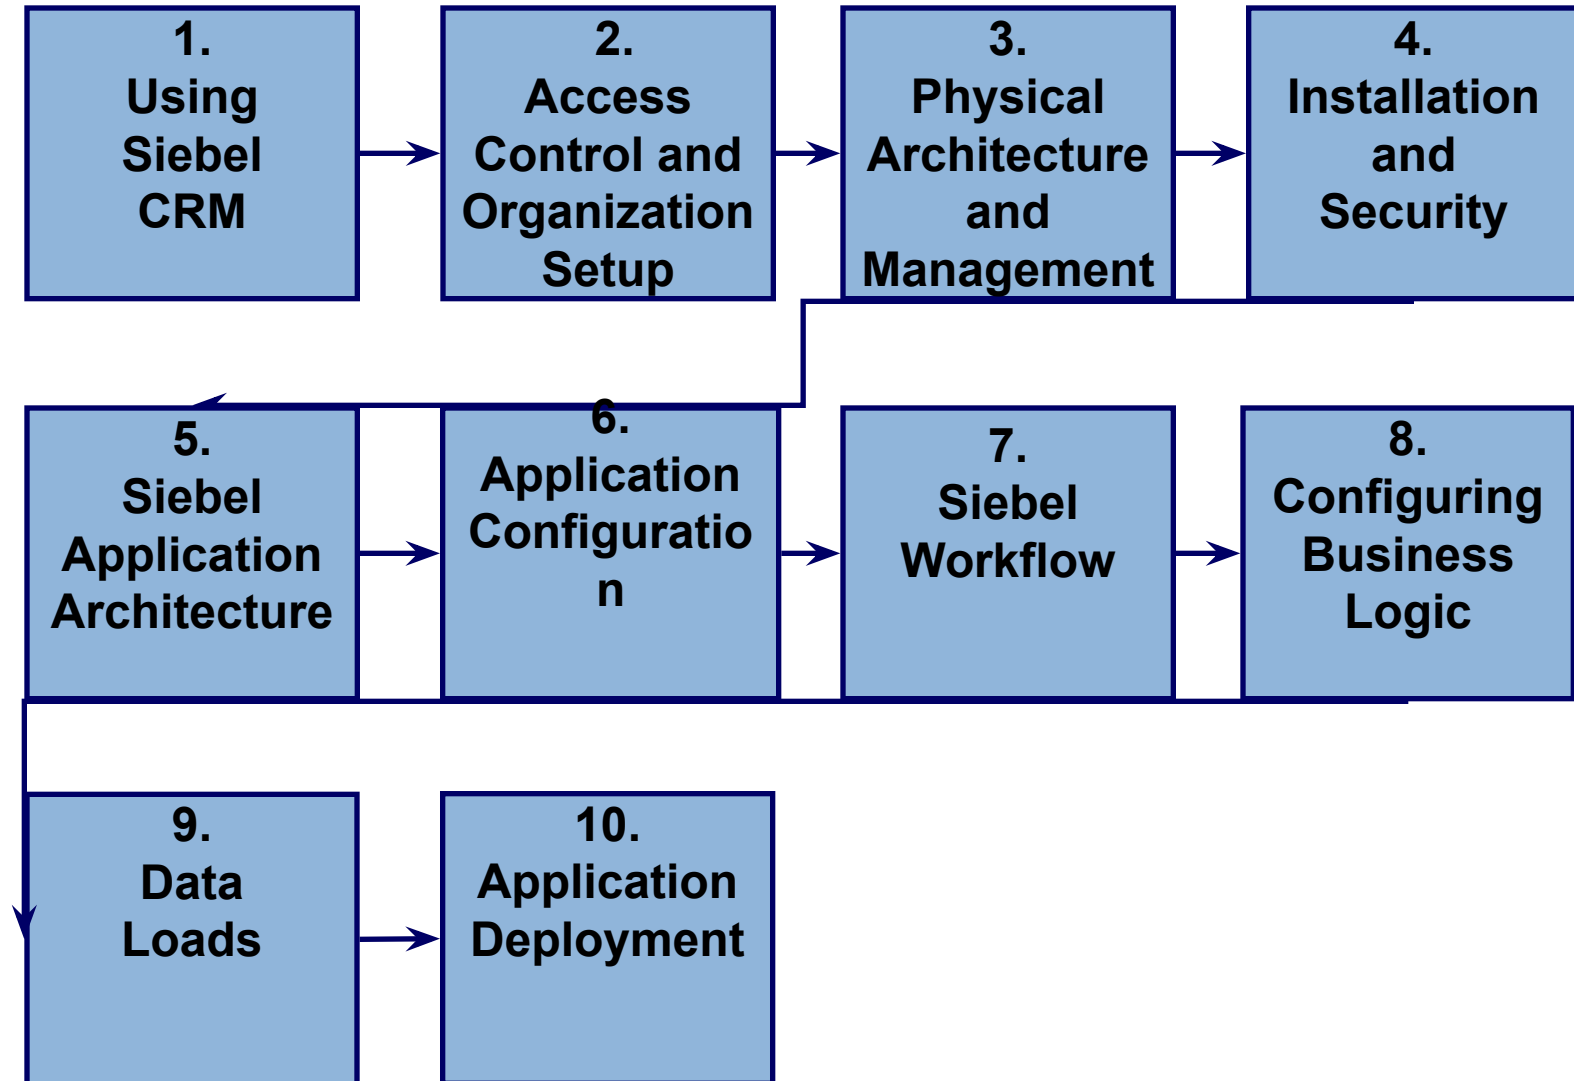 1.
Using
Siebel
CRM
2.
Access
Control and
Organization
Setup
3.
Physical
Architecture
and
Management
4.
Installation
and
Security
5.
Siebel
Application
Architecture
6.
Application
Configuratio
n
7.
Siebel
Workflow
8.
Configuring
Business
Logic
9.
Data
Loads
10.
Application
Deployment